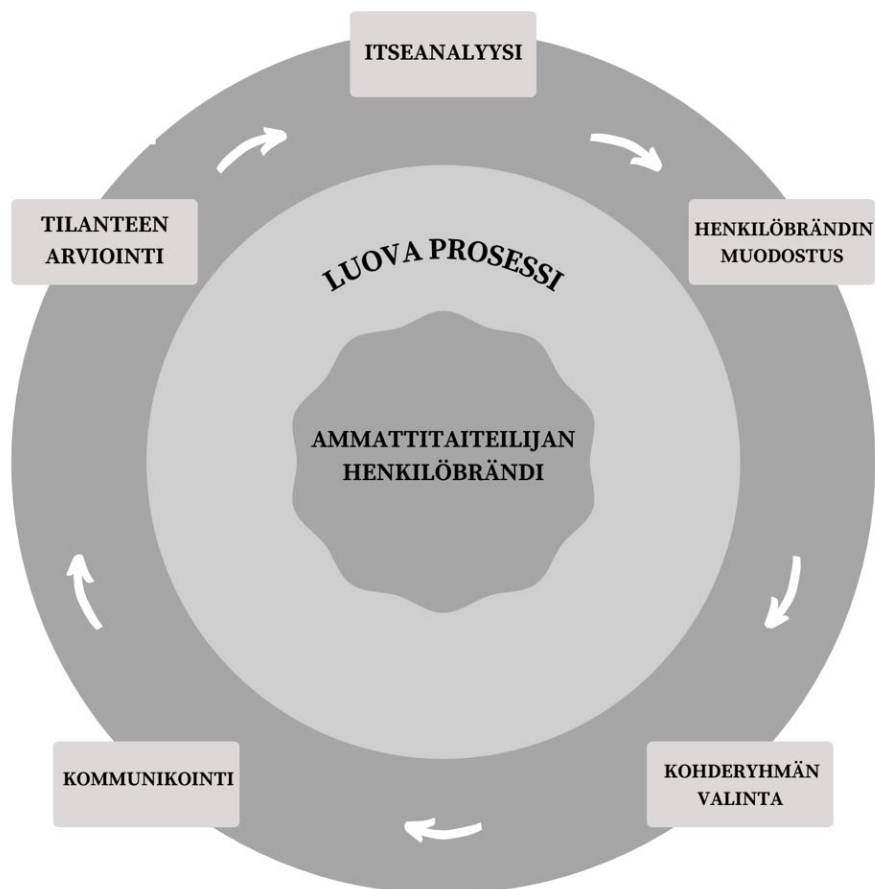 ITSEANALYYSI
TILANTEEN
ARVIOINTI
HENKILÖBRÄNDIN
MUODOSTUS
LUOVA PROSESSI
AMMATTITAITEILIJAN
HENKILÖBRÄNDI
KOMMUNIKOINTI
KOHDERYHMÄN
VALINTA